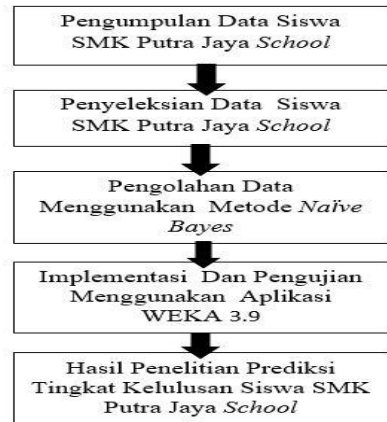 Pengumpulan Data Siswa
SMK Putra Jaya School
Penyeleksian Data Siswa
SMK Putra Jaya School
Pengolahan Data
Menggunakan Metode Naïve
Bayes
Implementasi Dan Pengujian
Menggunakan Aplikasi
WEKA 3.9
Hasil Penelitian Prediksi
Tingkat Kelulusan Siswa SMK
Putra Jaya School